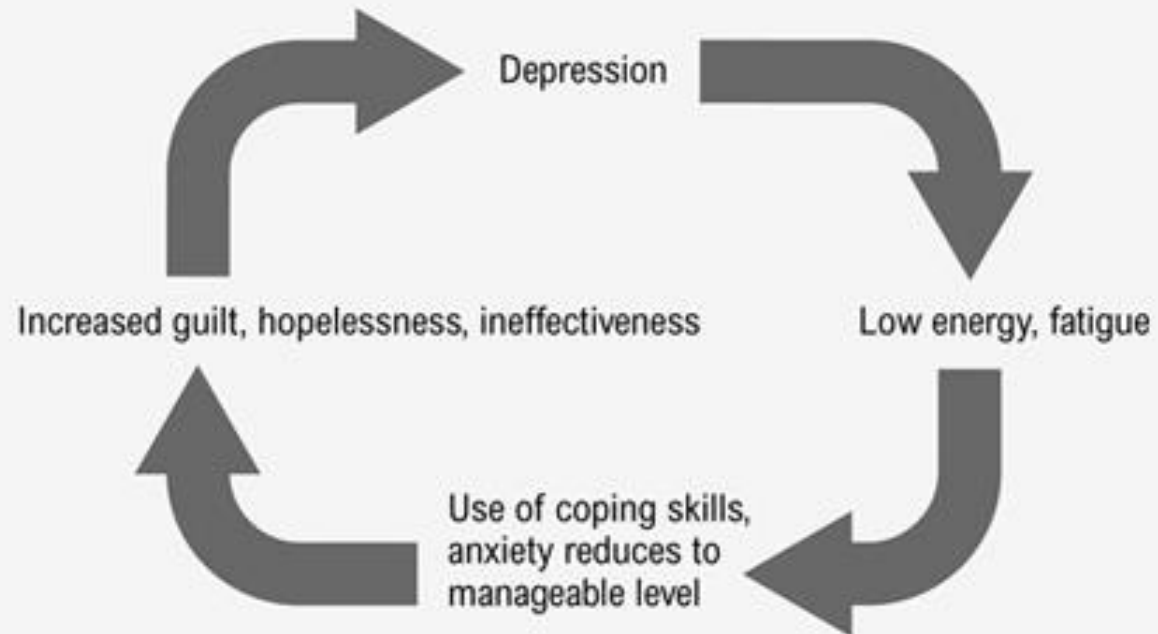 Depression
Low energy, fatigue
Use of coping skills,
anxiety reduces to
manageable level
Increased guilt, hopelessness, ineffectiveness